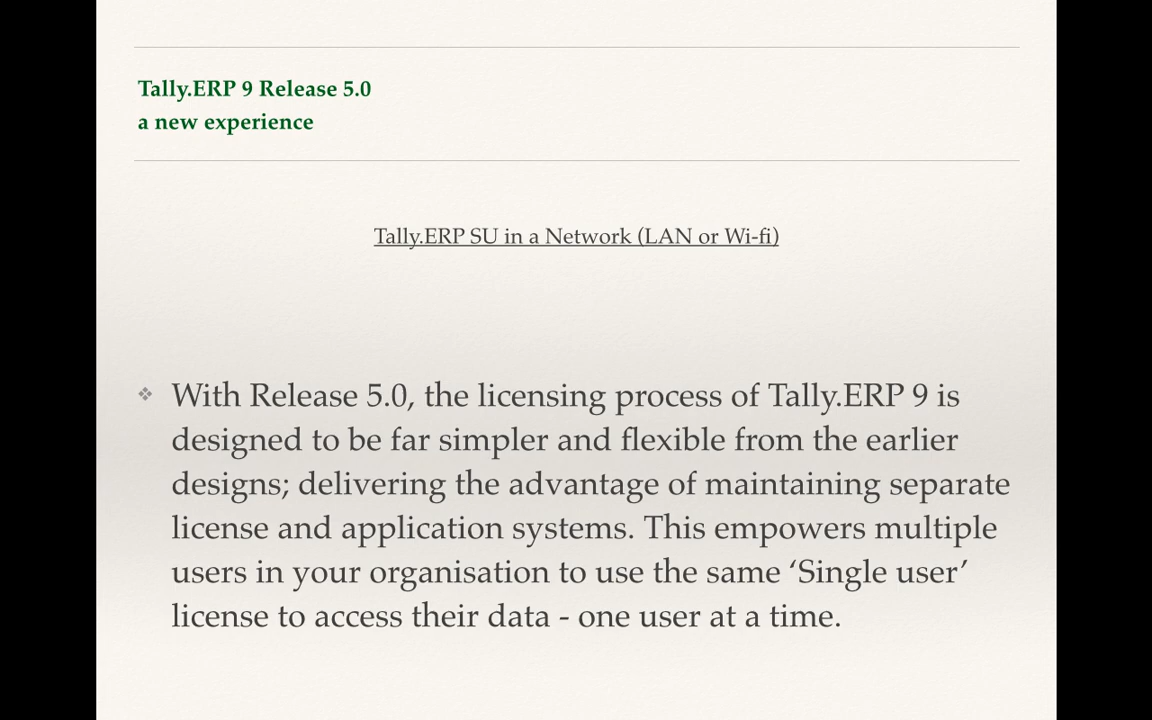 Tally.ERP 9 Release 5.0
a new experience
Tally.ERP SU in a Network (LAN or Wi-fi)
❖ With Release 5.0, the licensing process of Tally.ERP 9 is
designed to be far simpler and flexible from the earlier
designs; delivering the advantage of maintaining separate
license and application systems. This empowers multiple
users in your organisation to use the same ‘Single user’
license to access their data - one user at a time.